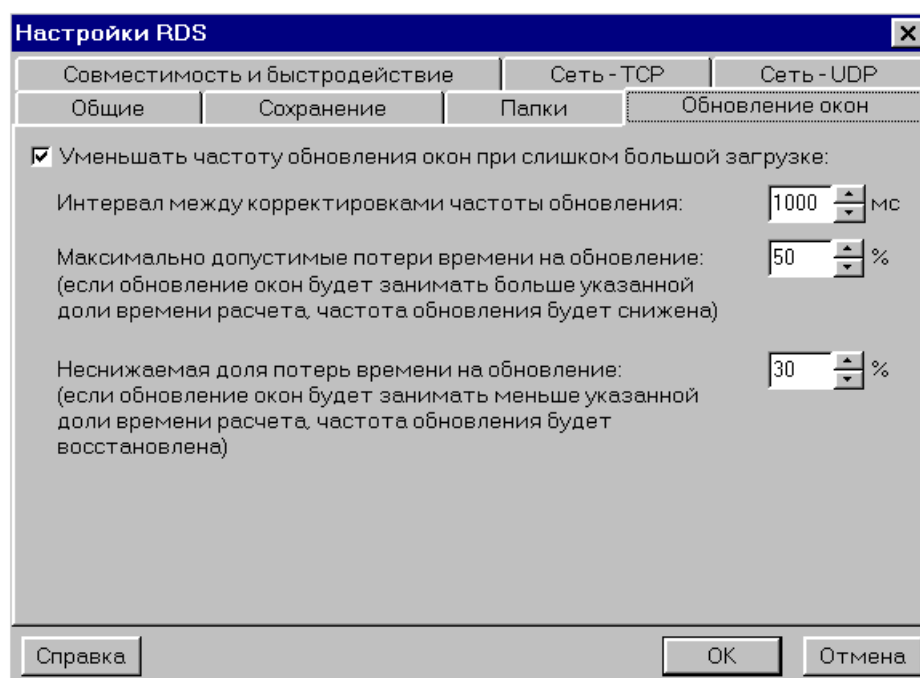 Настройки RDS
Совместимость и быстродействие Сеть - TCP Сеть - UDP
Общие Сохранение Папки Обновление окон
Уменьшать частоту обновления окон при слишком большой загрузке:
Интервал между корректировками частоты обновления: 1000 мс
Максимально допустимые потери времени на обновление: 50 %
(если обновление окон будет занимать больше указанной
доли времени расчета, частота обновления будет снижена)
Неснижаемая доля потерь времени на обновление: 30 %
(если обновление окон будет занимать меньше указанной
доли времени расчета, частота обновления будет
восстановлена)
Справка OK Отмена